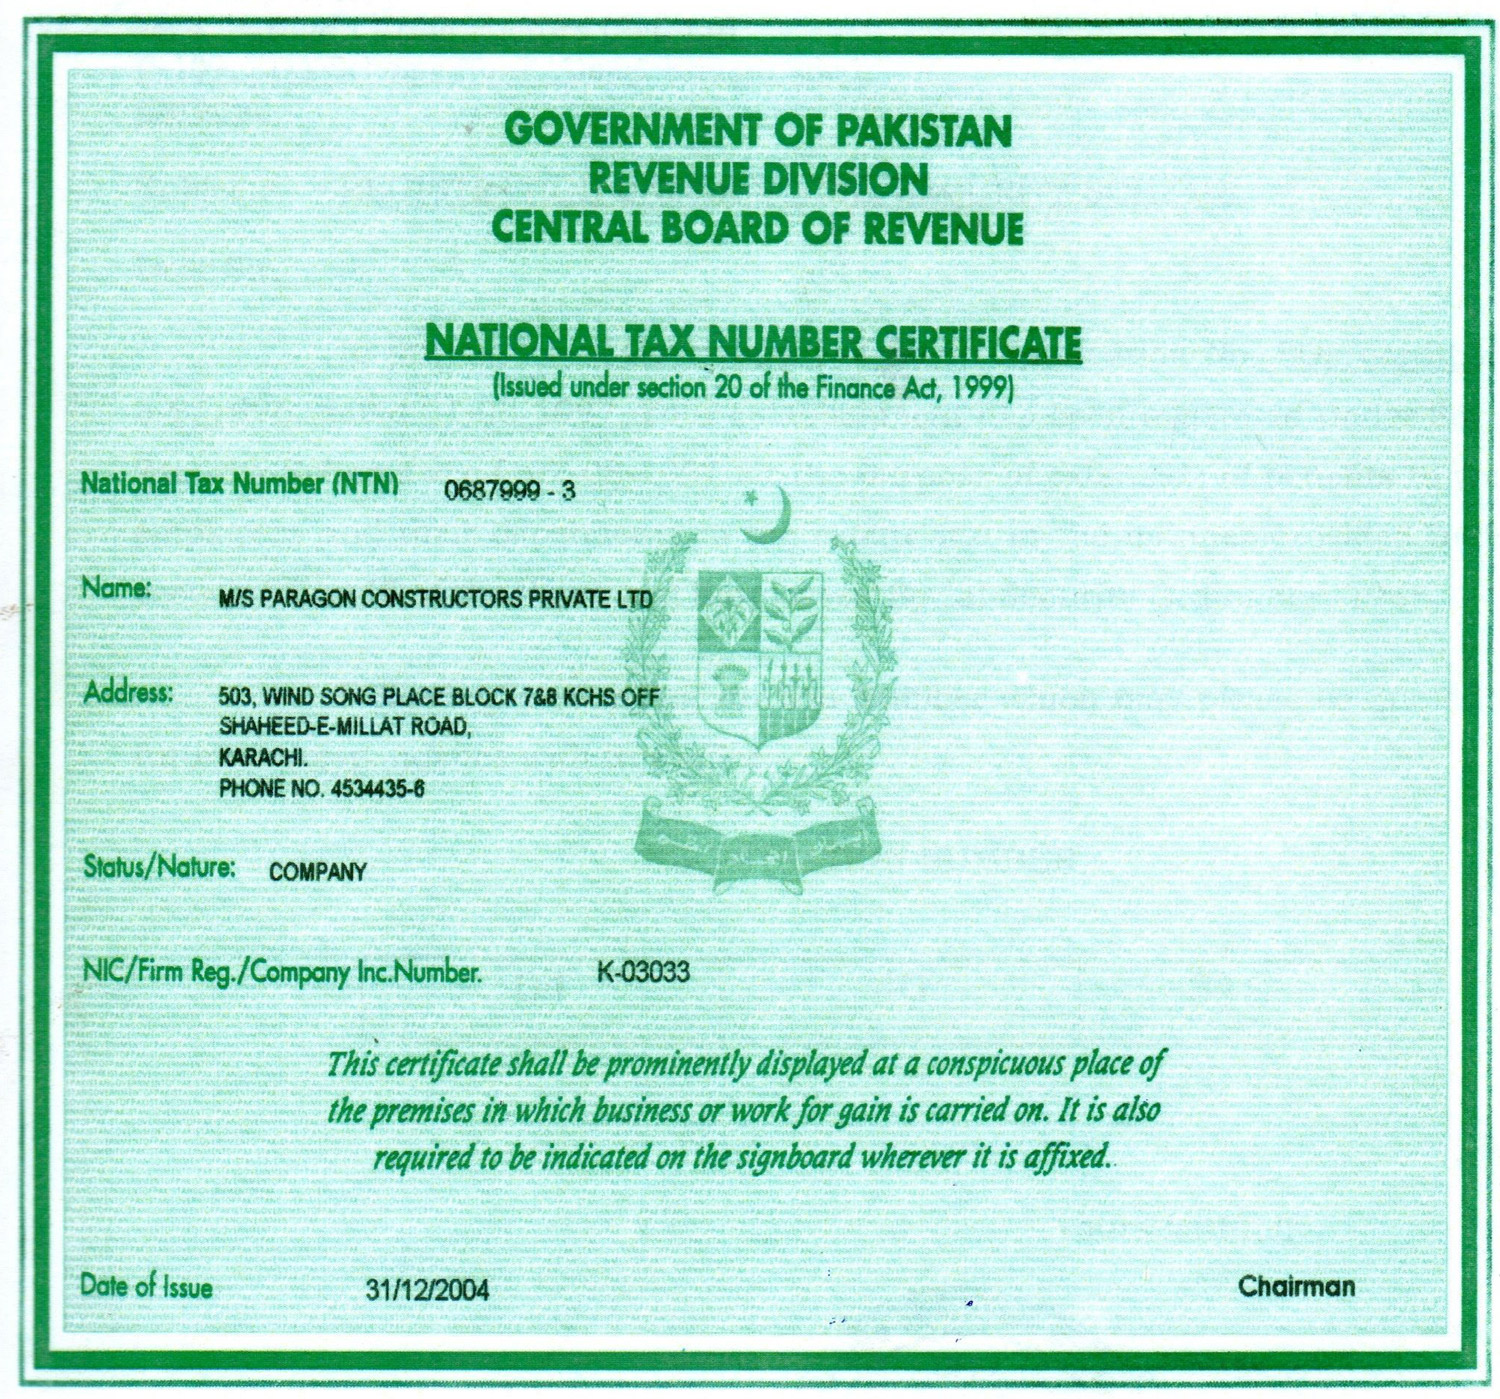 GOVERNMENT OF PAKISTAN
REVENUE DIVISION
CENTRAL BOARD OF REVENUE
NATIONAL TAX NUMBER CERTIFICATE
(Issued under section 20 of the Finance Act, 1999)
National Tax Number (NTN) 0687999 - 3
Name: M/S PARAGON CONSTRUCTORS PRIVATE LTD
Address: 503, WIND SONG PLACE BLOCK 7&8 KCHS OFF
SHAHEED-E-MILLAT ROAD,
KARACHI.
PHONE NO. 4534435-6
Status/Nature: COMPANY
NIC/Firm Reg./Company Inc.Number. K-03033
This certificate shall be prominently displayed at a conspicuous place of
the premises in which business or work for gain is carried on. It is also
required to be indicated on the signboard wherever it is affixed.
Date of Issue 31/12/2004 Chairman